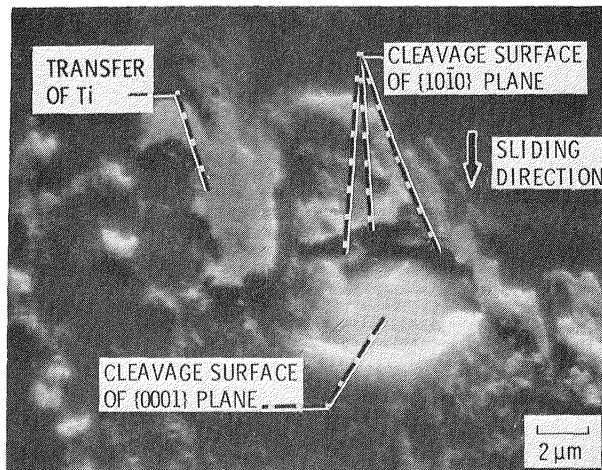 TRANSFER
OF Ti
CLEAVAGE SURFACE
OF {101̄0} PLANE
SLIDING
DIRECTION
CLEAVAGE SURFACE
OF {0001} PLANE
2 μm